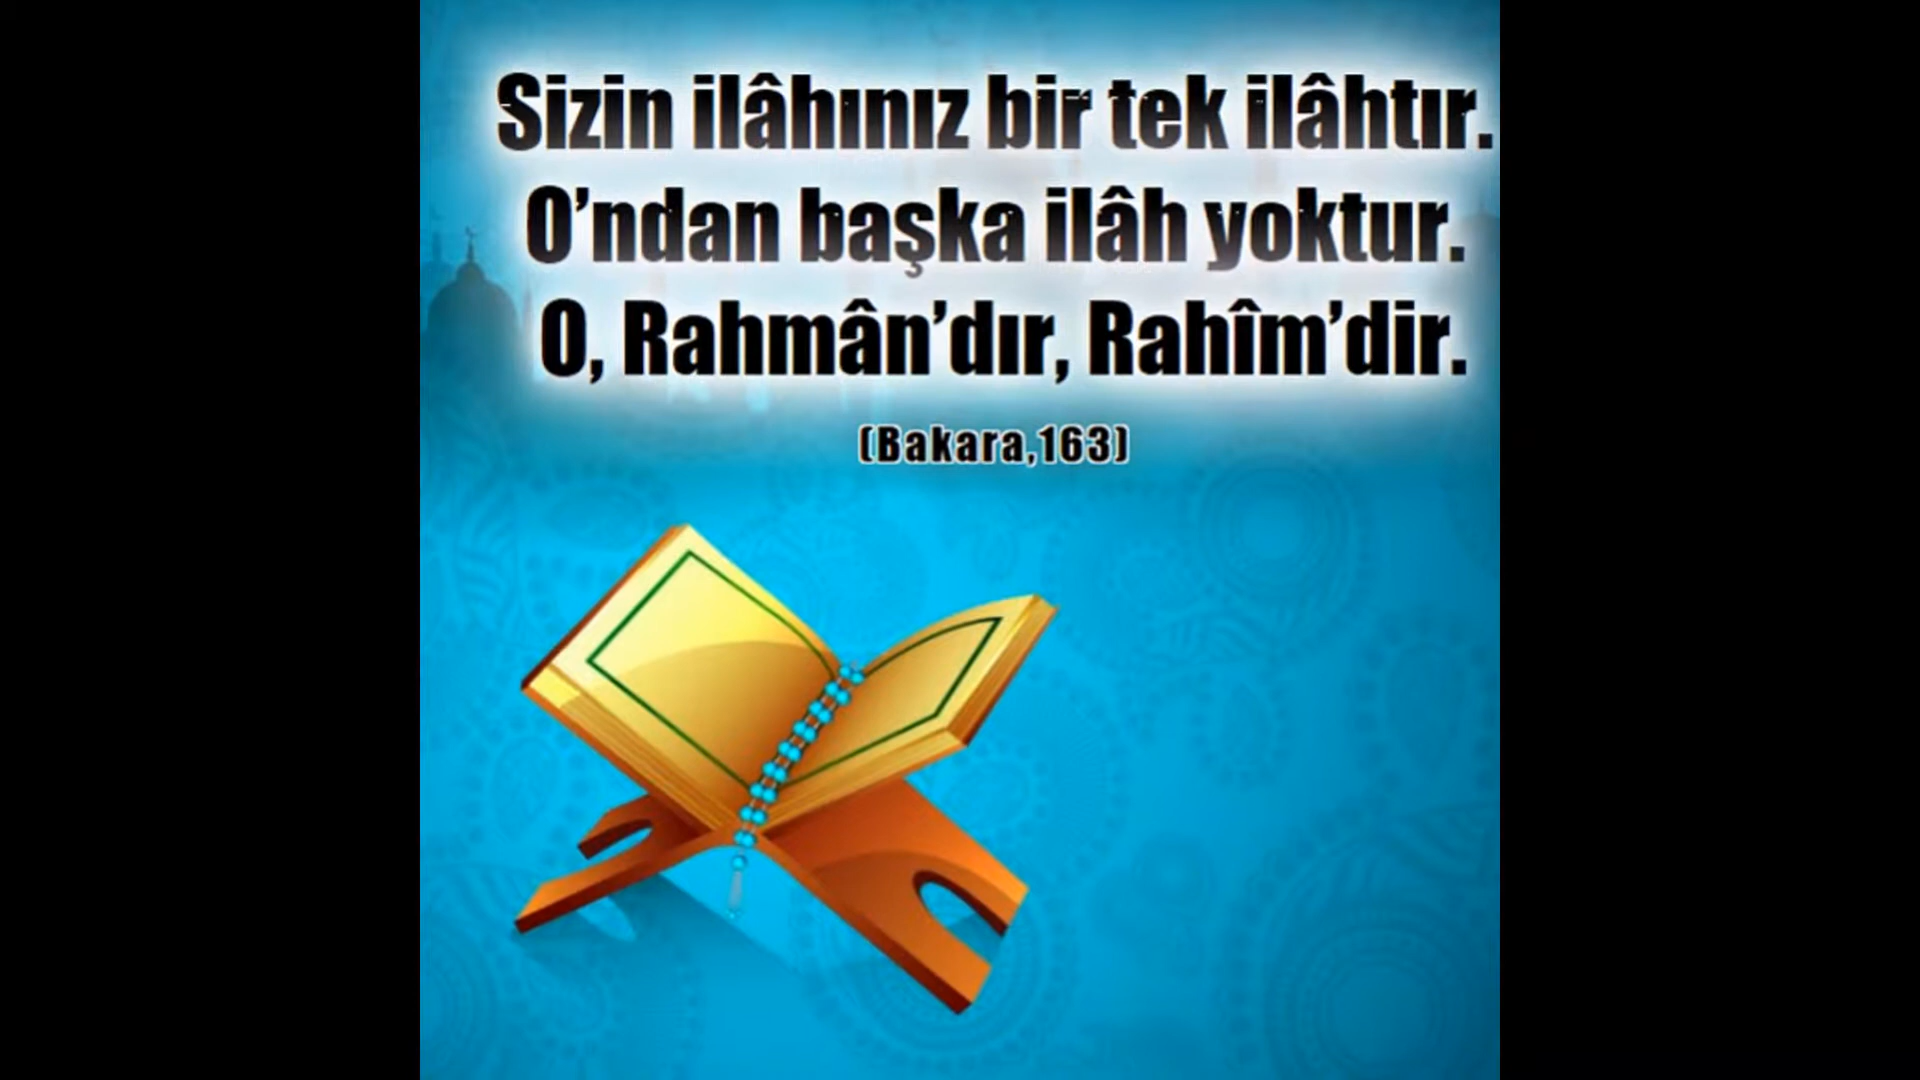 Sizin ilâhınız bir tek ilâhtır.
O’ndan başka ilâh yoktur.
O, Rahmân’dır, Rahîm’dir.
(Bakara,163)